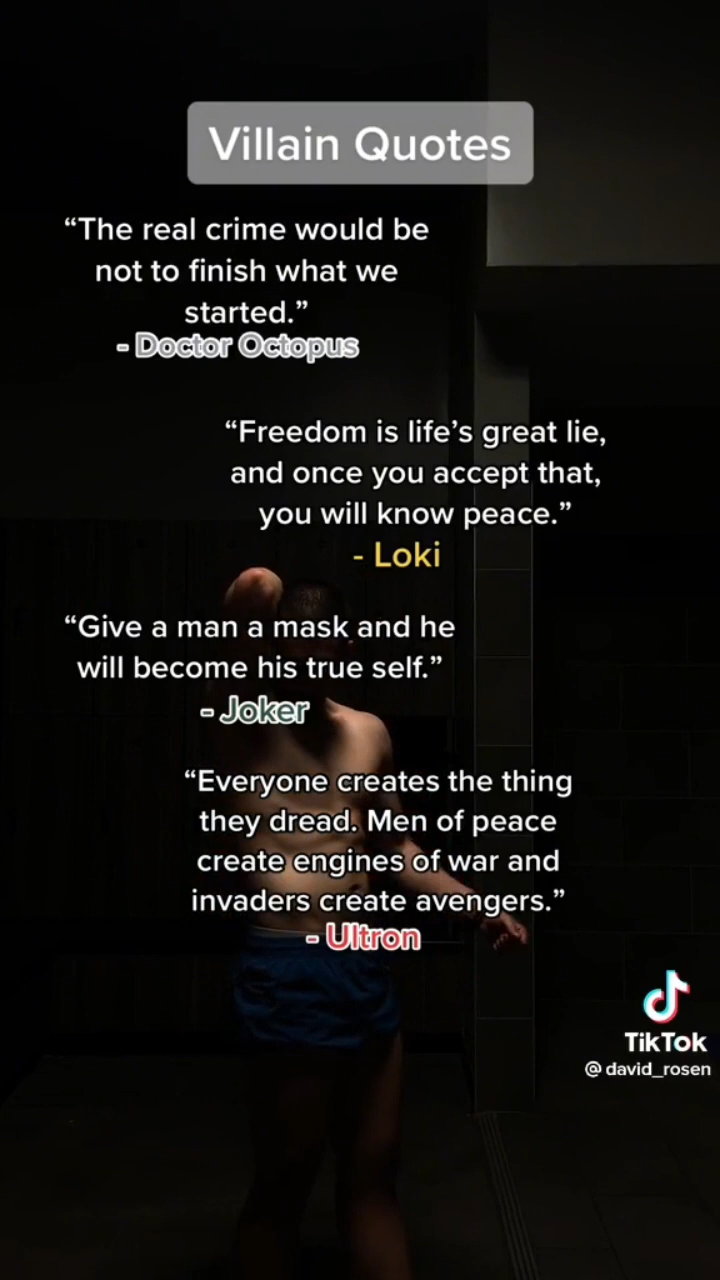 Villain Quotes
“The real crime would be
not to finish what we
started.”
- Doctor Octopus
“Freedom is life’s great lie,
and once you accept that,
you will know peace.”
- Loki
“Give a man a mask and he
will become his true self.”
- Joker
“Everyone creates the thing
they dread. Men of peace
create engines of war and
invaders create avengers.”
- Ultron
TikTok
@david_rosen